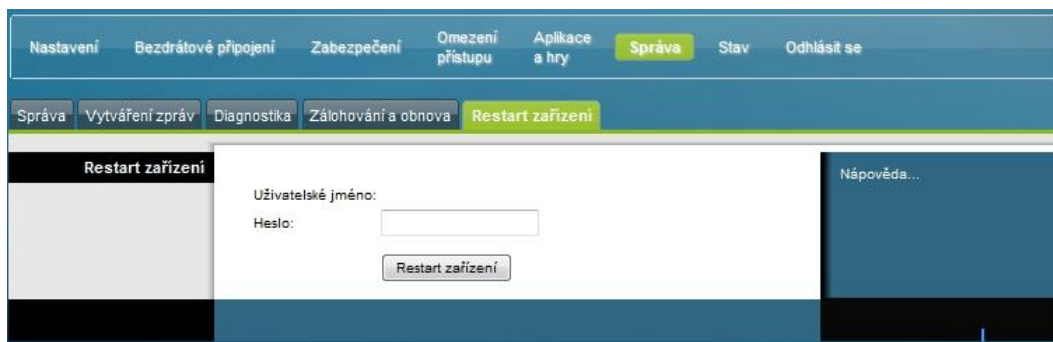 Nastavení Bezdrátové připojení Zabezpečení Omezení přístupu Aplikace a hry Správa Stav Odhlásit se
Správa Vytváření zpráv Diagnostika Zálohování a obnova Restart zařízení
Restart zařízení
Nápověda...
Uživatelské jméno:
Heslo:
Restart zařízení